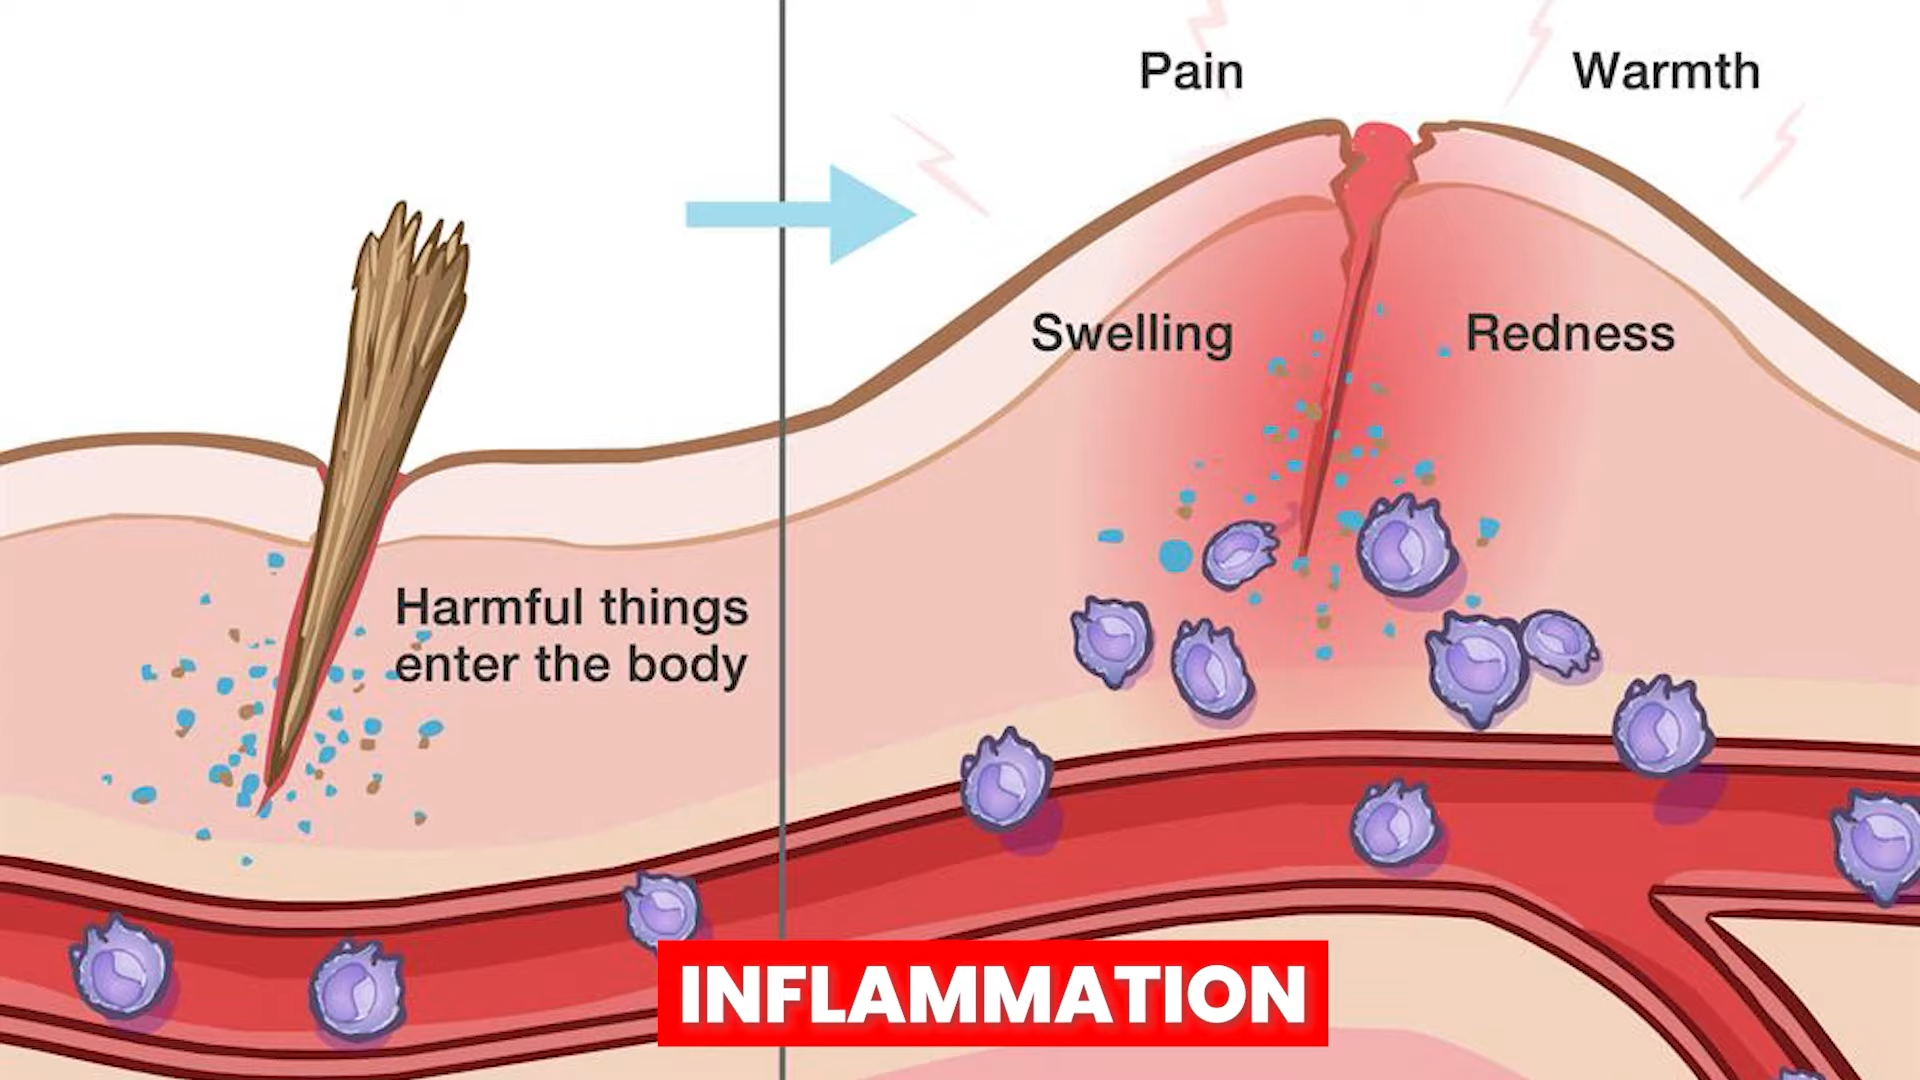 Pain
Warmth
Swelling
Redness
Harmful things
enter the body
INFLAMMATION